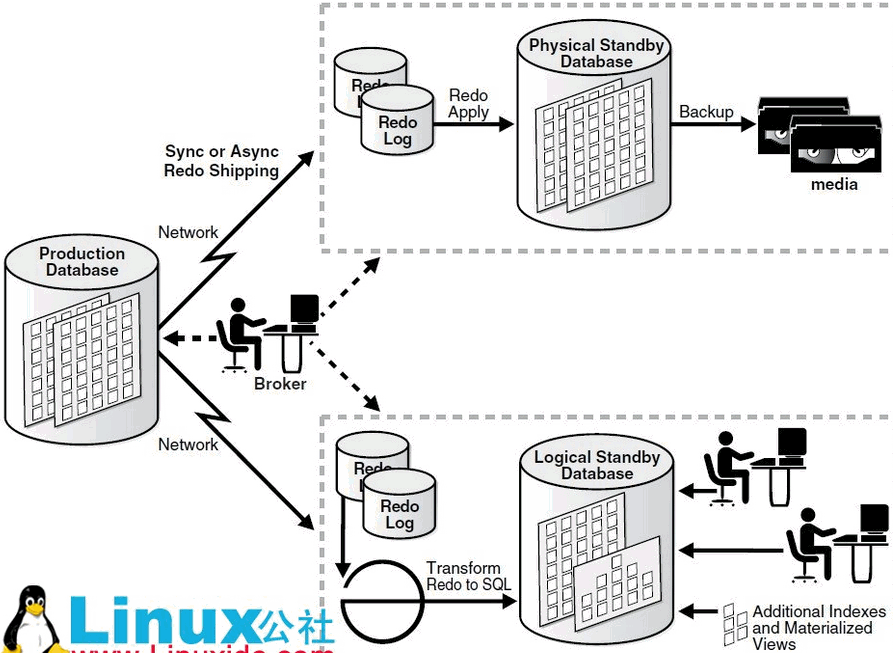 Physical Standby
Database
Redo
Redo
Log
Redo
Apply
Backup
media
Sync or Async
Redo Shipping
Network
Production
Database
Broker
Network
Redo
Redo
Log
Logical Standby
Database
Transform
Redo to SQL
Additional Indexes
and Materialized
Views
Linux公社
www.Linuxidc.com